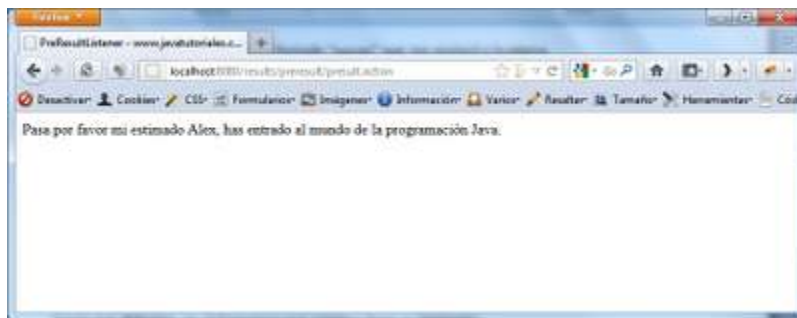 Firefox
PreResultListener - www.javatutoriales.c...
localhost:8080/results/preresult/preult.action
Desactivar Cookies CSS Formularios Imágenes Información Varios Resaltar Tamaño Herramientas Cód
Pasa por favor mi estimado Alex, has entrado al mundo de la programación Java.